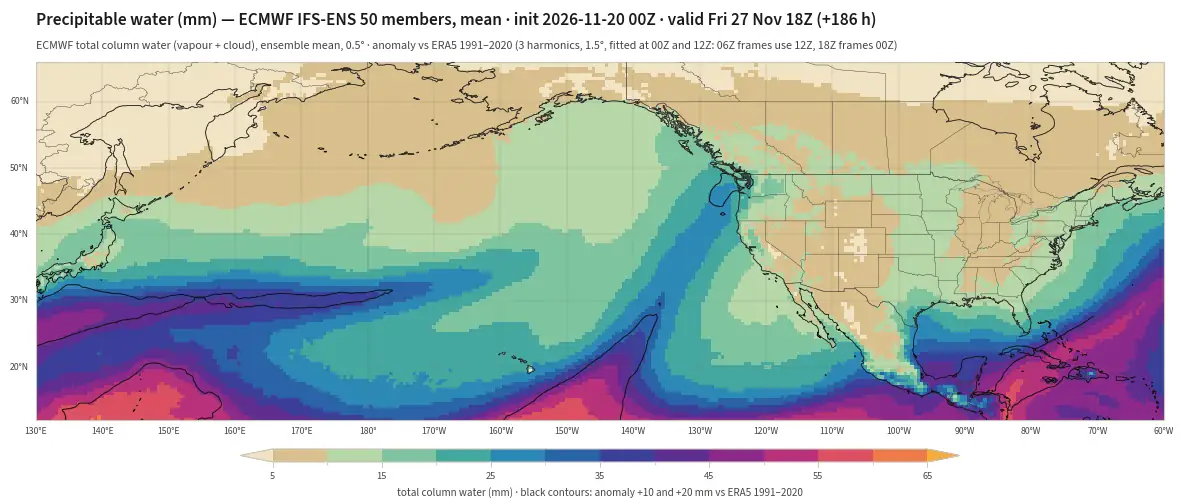 Precipitable water (mm) — ECMWF IFS-ENS 50 members, mean · init 2026-11-20 00Z · valid Fri 27 Nov 18Z (+186 h)
ECMWF total column water (vapour + cloud), ensemble mean, 0.5° · anomaly vs ERA5 1991–2020 (3 harmonics, 1.5°, fitted at 00Z and 12Z: 06Z frames use 12Z, 18Z frames 00Z)
60°N
50°N
40°N
30°N
20°N
130°E 140°E 150°E 160°E 170°E 180° 170°W 160°W 150°W 140°W 130°W 120°W 110°W 100°W 90°W 80°W 70°W 60°W
5 15 25 35 45 55 65
total column water (mm) · black contours: anomaly +10 and +20 mm vs ERA5 1991–2020